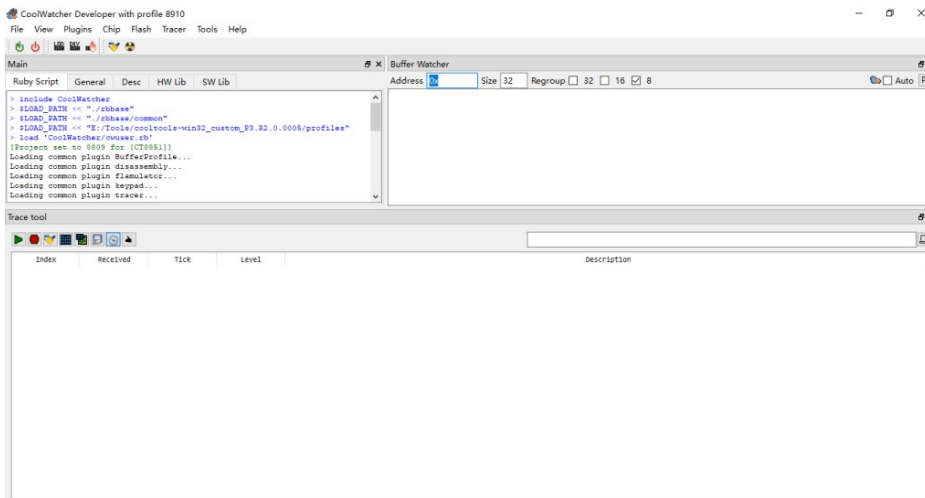 CoolWatcher Developer with profile 8910
File View Plugins Chip Flash Tracer Tools Help
Main
Ruby Script General Desc HW Lib SW Lib
> include CoolWatcher
> $LOAD_PATH << "./rbbase"
> $LOAD_PATH << "./rbbase/common"
> $LOAD_PATH << "E:/Tools/cooltools-win32_custom_P3.R2.0.0005/profiles"
> load 'CoolWatcher/cwuser.rb'
[Project set to 8809 for [CT8851]]
Loading common plugin BufferProfile...
Loading common plugin disassembly...
Loading common plugin flamulator...
Loading common plugin keypad...
Loading common plugin tracer...
Buffer Watcher
Address 0x Size 32 Regroup 32 16 8 Auto
Trace tool
Index Received Tick Level Description